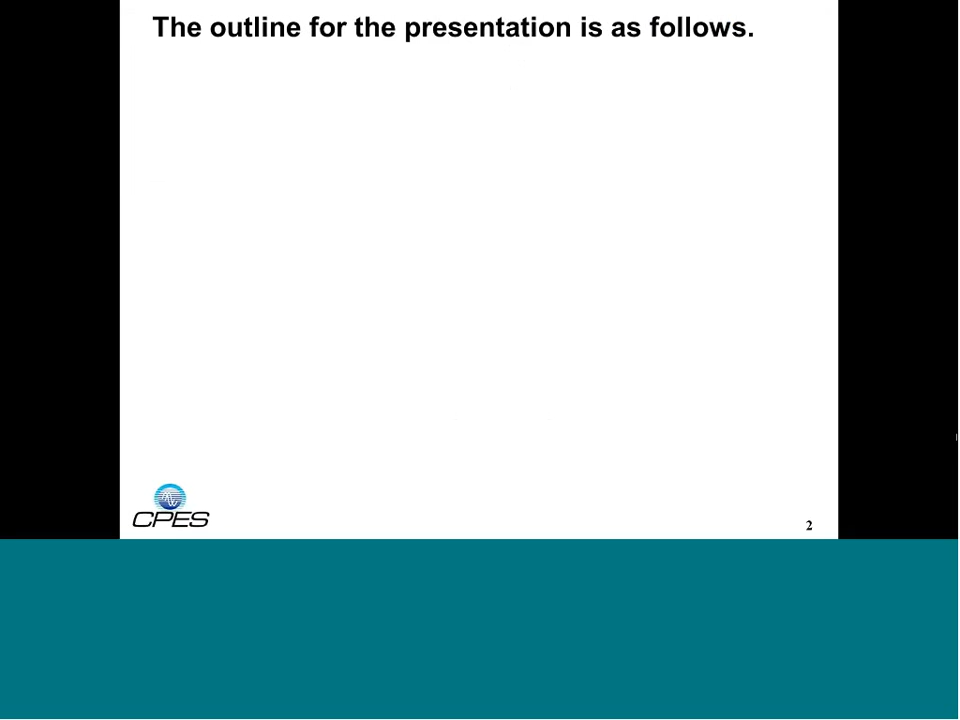 The outline for the presentation is as follows.
CPES
2